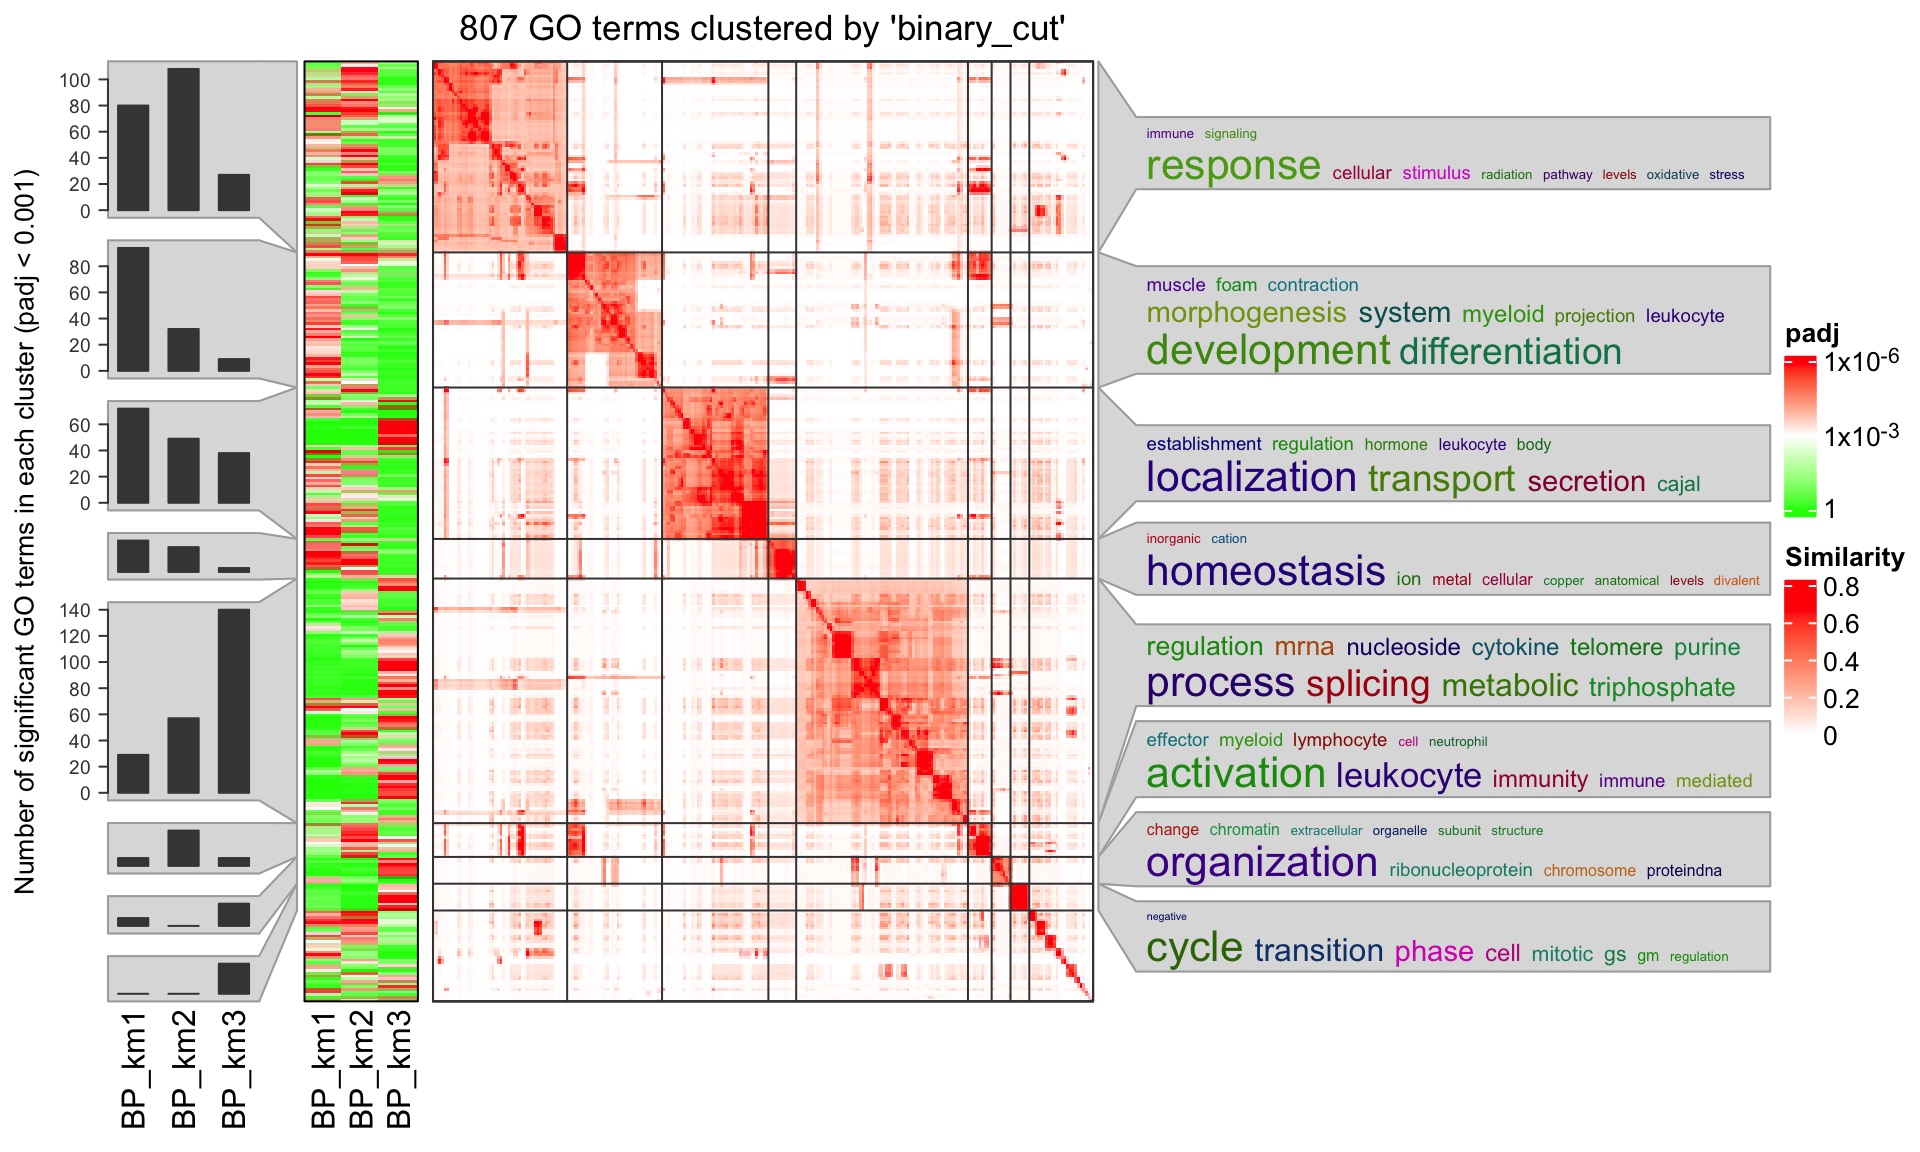 807 GO terms clustered by 'binary_cut'
Number of significant GO terms in each cluster (padj < 0.001)
100
80
60
40
20
0
80
60
40
20
0
60
40
20
0
140
120
100
80
60
40
20
0
BP_km1
BP_km2
BP_km3
BP_km1
BP_km2
BP_km3
immune signaling
response cellular stimulus radiation pathway levels oxidative stress
muscle foam contraction
morphogenesis system myeloid projection leukocyte
development differentiation
establishment regulation hormone leukocyte body
localization transport secretion cajal
inorganic cation
homeostasis ion metal cellular copper anatomical levels divalent
regulation mrna nucleoside cytokine telomere purine
process splicing metabolic triphosphate
effector myeloid lymphocyte cell neutrophil
activation leukocyte immunity immune mediated
change chromatin extracellular organelle subunit structure
organization ribonucleoprotein chromosome proteindna
negative
cycle transition phase cell mitotic gs gm regulation
padj
1x10-6
1x10-3
1
Similarity
0.8
0.6
0.4
0.2
0